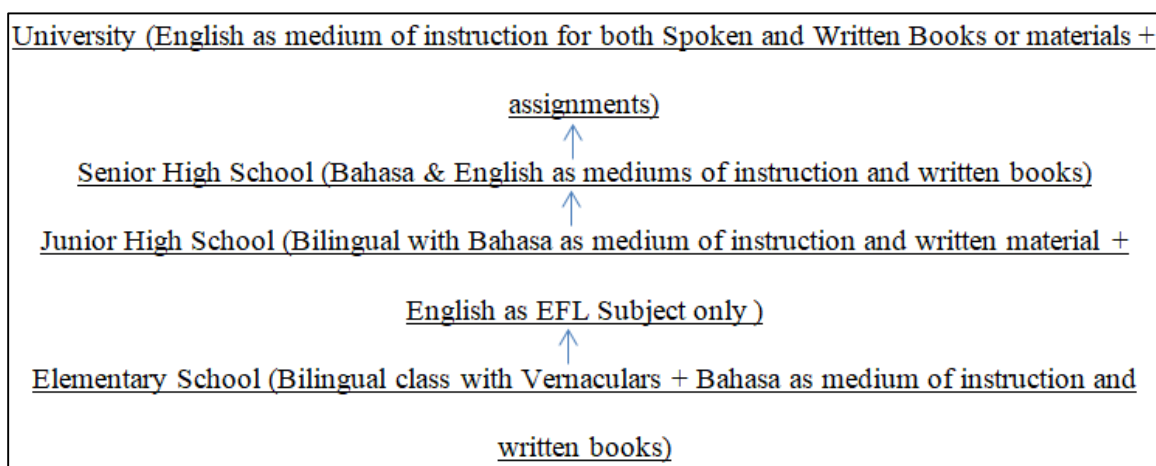 University (English as medium of instruction for both Spoken and Written Books or materials +
assignments)
Senior High School (Bahasa & English as mediums of instruction and written books)
Junior High School (Bilingual with Bahasa as medium of instruction and written material +
English as EFL Subject only )
Elementary School (Bilingual class with Vernaculars + Bahasa as medium of instruction and
written books)